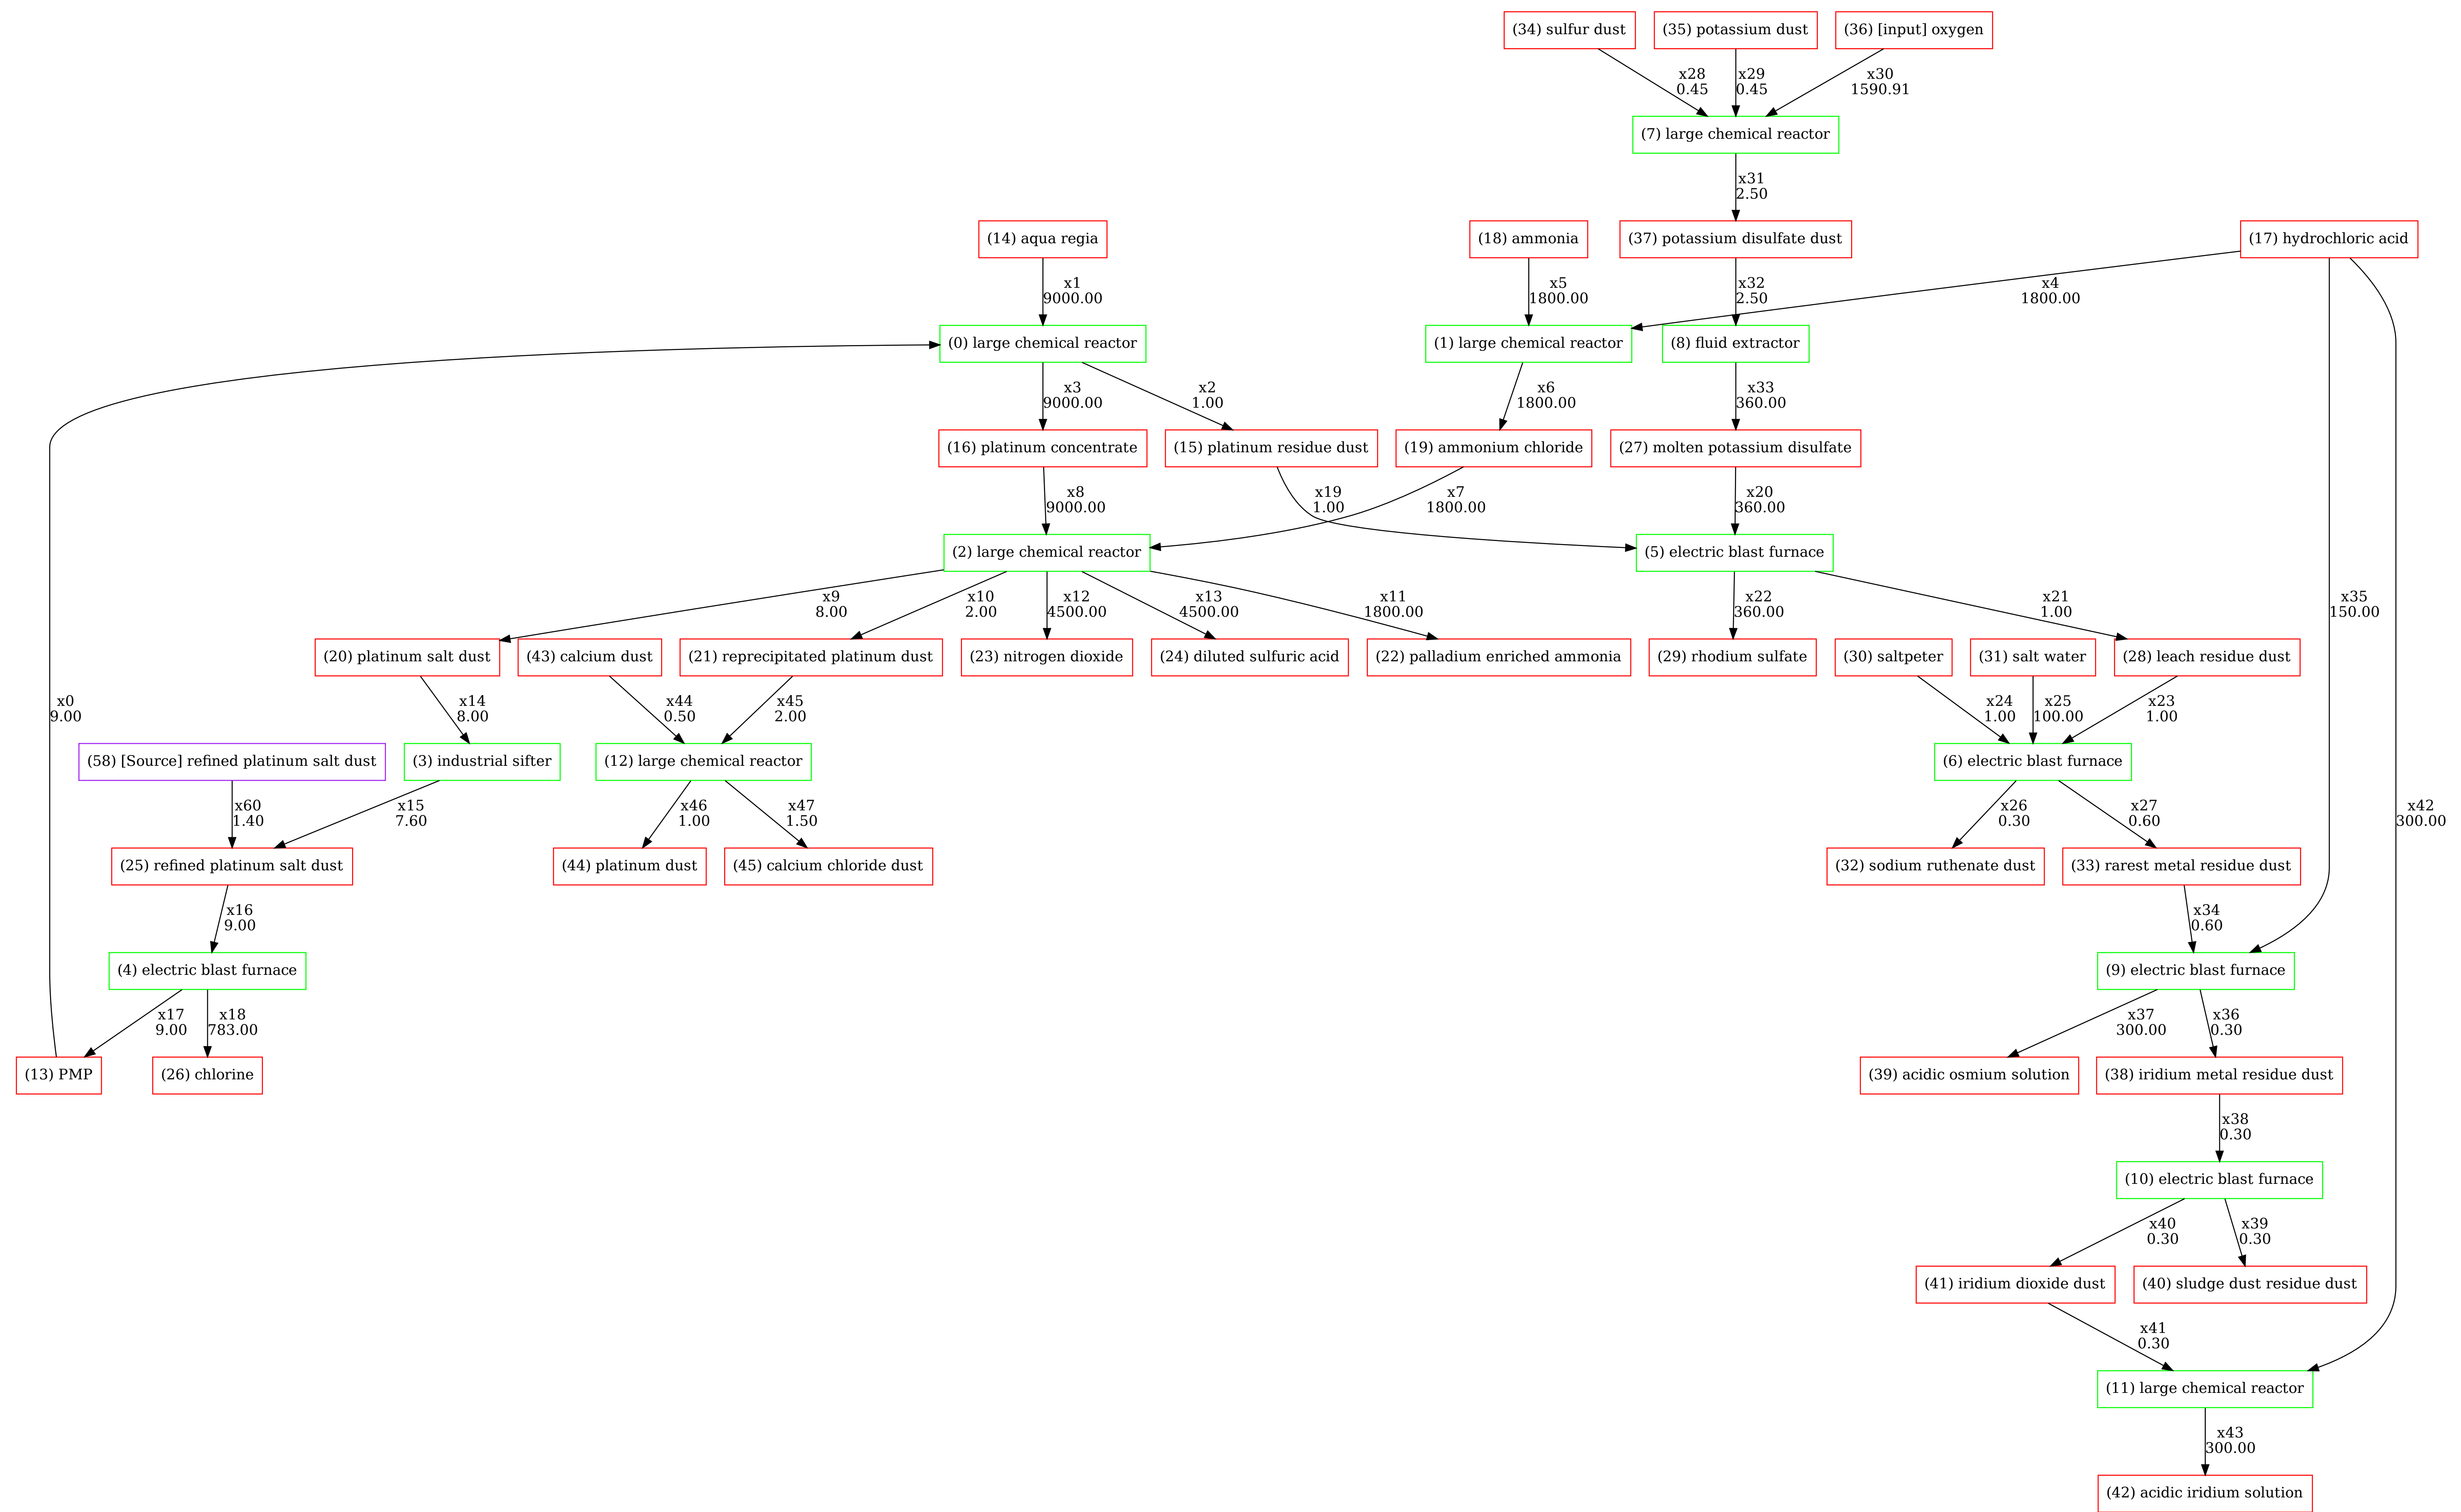 (34) sulfur dust
(35) potassium dust
(36) [input] oxygen
x28
0.45
x29
0.45
x30
1590.91
(7) large chemical reactor
x31
2.50
(14) aqua regia
(18) ammonia
(37) potassium disulfate dust
(17) hydrochloric acid
x1
9000.00
x5
1800.00
x32
2.50
x4
1800.00
(0) large chemical reactor
(1) large chemical reactor
(8) fluid extractor
x3
9000.00
x2
1.00
x6
1800.00
x33
360.00
(16) platinum concentrate
(15) platinum residue dust
(19) ammonium chloride
(27) molten potassium disulfate
x8
9000.00
x19
1.00
x7
1800.00
x20
360.00
(2) large chemical reactor
(5) electric blast furnace
x9
8.00
x10
2.00
x12
4500.00
x13
4500.00
x11
1800.00
x22
360.00
x21
1.00
x35
150.00
(20) platinum salt dust
(43) calcium dust
(21) reprecipitated platinum dust
(23) nitrogen dioxide
(24) diluted sulfuric acid
(22) palladium enriched ammonia
(29) rhodium sulfate
(30) saltpeter
(31) salt water
(28) leach residue dust
x0
9.00
x14
8.00
x44
0.50
x45
2.00
x24
1.00
x25
100.00
x23
1.00
(58) [Source] refined platinum salt dust
(3) industrial sifter
(12) large chemical reactor
(6) electric blast furnace
x60
1.40
x15
7.60
x46
1.00
x47
1.50
x26
0.30
x27
0.60
x42
300.00
(25) refined platinum salt dust
(44) platinum dust
(45) calcium chloride dust
(32) sodium ruthenate dust
(33) rarest metal residue dust
x16
9.00
x34
0.60
(4) electric blast furnace
(9) electric blast furnace
x17
9.00
x18
783.00
x37
300.00
x36
0.30
(13) PMP
(26) chlorine
(39) acidic osmium solution
(38) iridium metal residue dust
x38
0.30
(10) electric blast furnace
x40
0.30
x39
0.30
(41) iridium dioxide dust
(40) sludge dust residue dust
x41
0.30
(11) large chemical reactor
x43
300.00
(42) acidic iridium solution